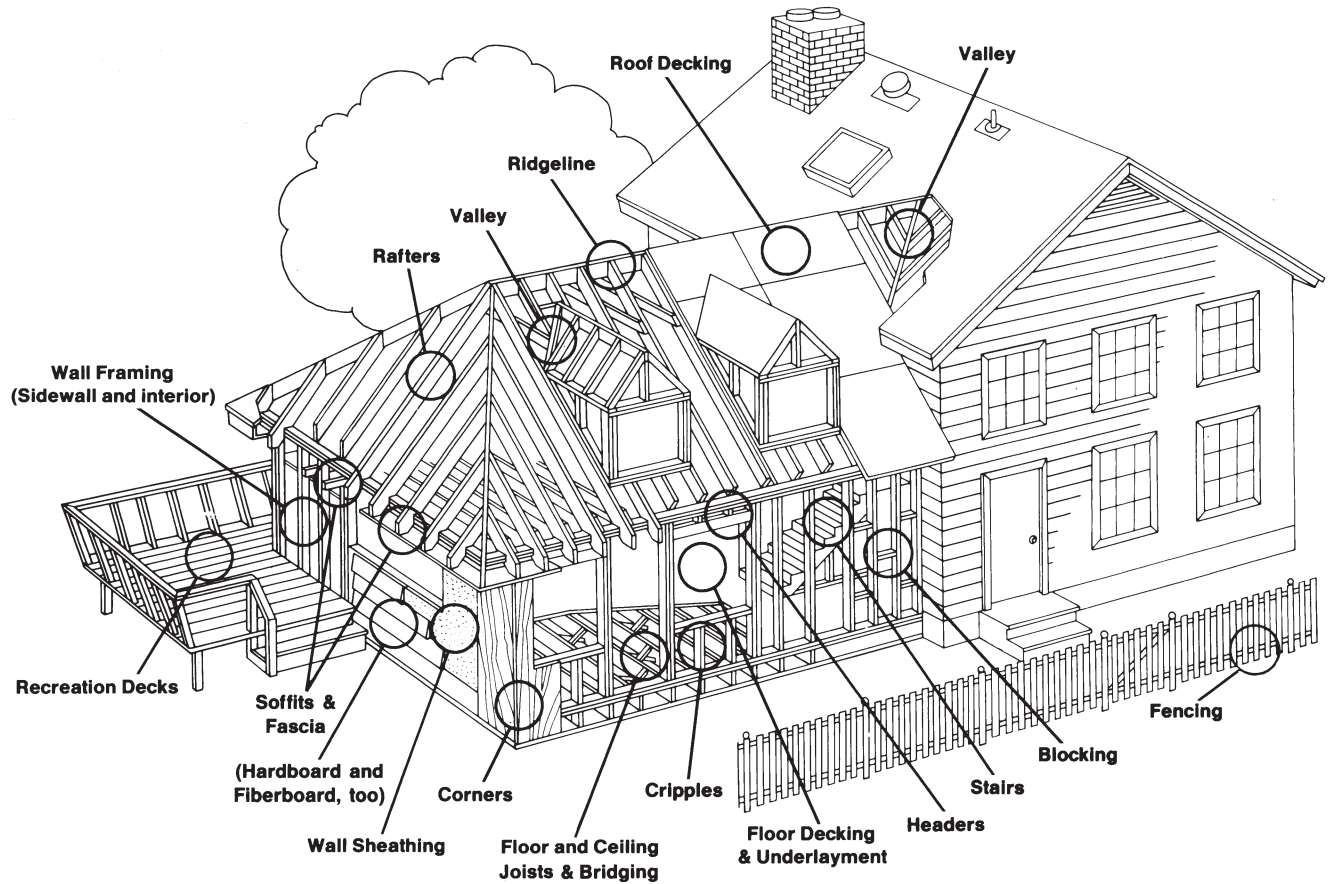 Roof Decking
Valley
Ridgeline
Valley
Rafters
Wall Framing
(Sidewall and interior)
Recreation Decks
Soffits &
Fascia
(Hardboard and
Fiberboard, too)
Wall Sheathing
Corners
Floor and Ceiling
Joists & Bridging
Cripples
Floor Decking
& Underlayment
Headers
Stairs
Blocking
Fencing